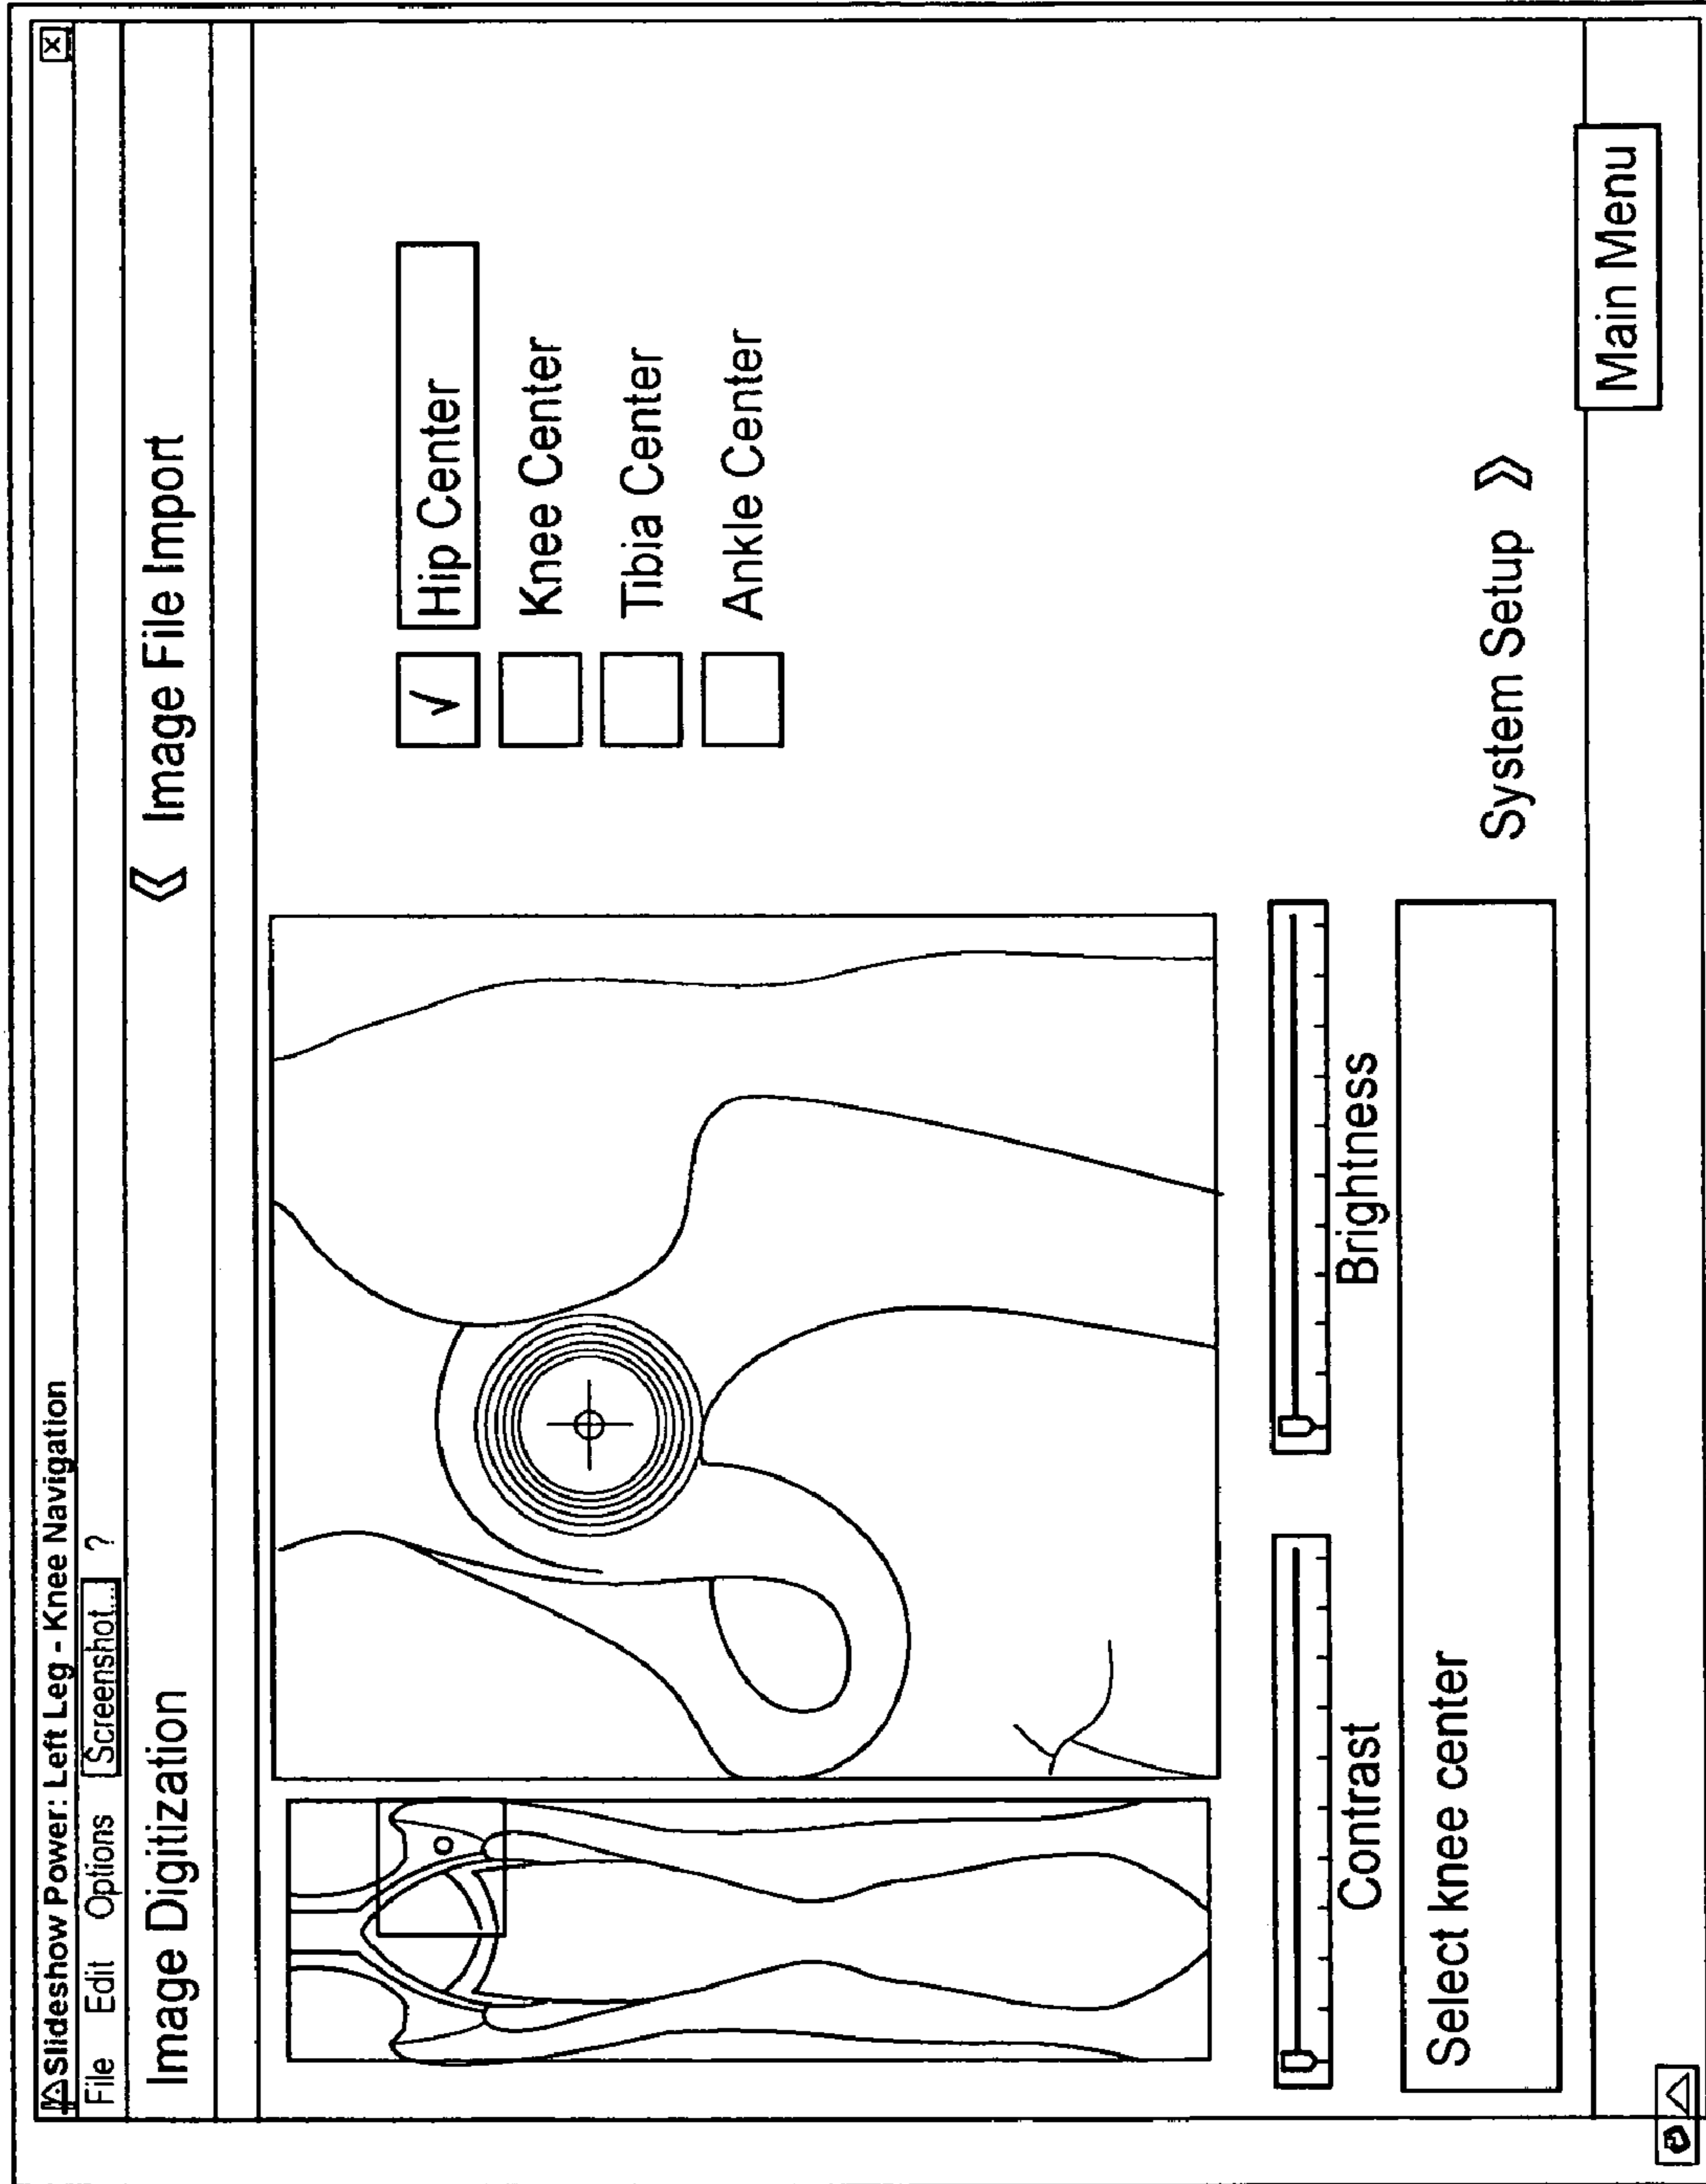 Slideshow Power: Left Leg - Knee Navigation
File Edit Options Screenshot... ?
Image Digitization
Image File Import
√ Hip Center
Knee Center
Tibia Center
Ankle Center
Contrast
Brightness
Select knee center
System Setup
Main Menu